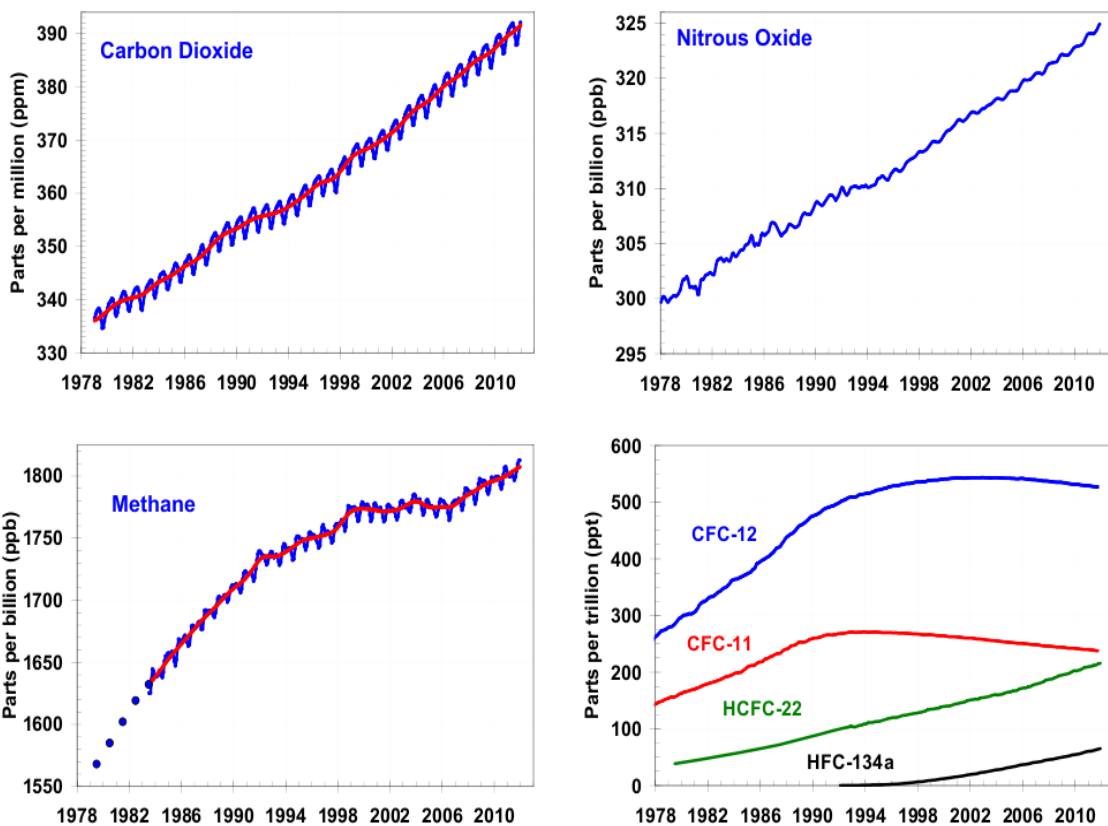 Carbon Dioxide
Parts per million (ppm)
390
380
370
360
350
340
330
1978 1982 1986 1990 1994 1998 2002 2006 2010
Nitrous Oxide
Parts per billion (ppb)
325
320
315
310
305
300
295
1978 1982 1986 1990 1994 1998 2002 2006 2010
Methane
Parts per billion (ppb)
1800
1750
1700
1650
1600
1550
1978 1982 1986 1990 1994 1998 2002 2006 2010
Parts per trillion (ppt)
600
500
400
300
200
100
0
CFC-12
CFC-11
HCFC-22
HFC-134a
1978 1982 1986 1990 1994 1998 2002 2006 2010